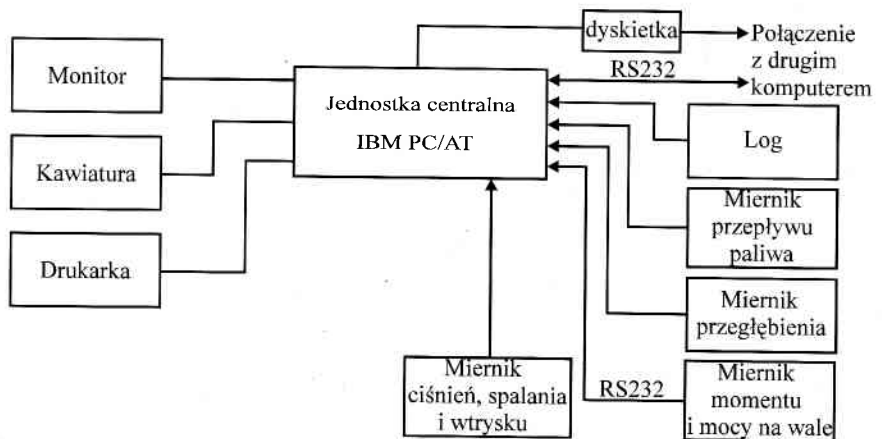 dyskietka
Połączenie
z drugim
komputerem
RS232
Monitor
Jednostka centralna
IBM PC/AT
Log
Kawiatura
Miernik
przepływu
paliwa
Drukarka
Miernik
przegłębienia
Miernik
ciśnień, spalania
i wtrysku
RS232
Miernik
momentu
i mocy na wale